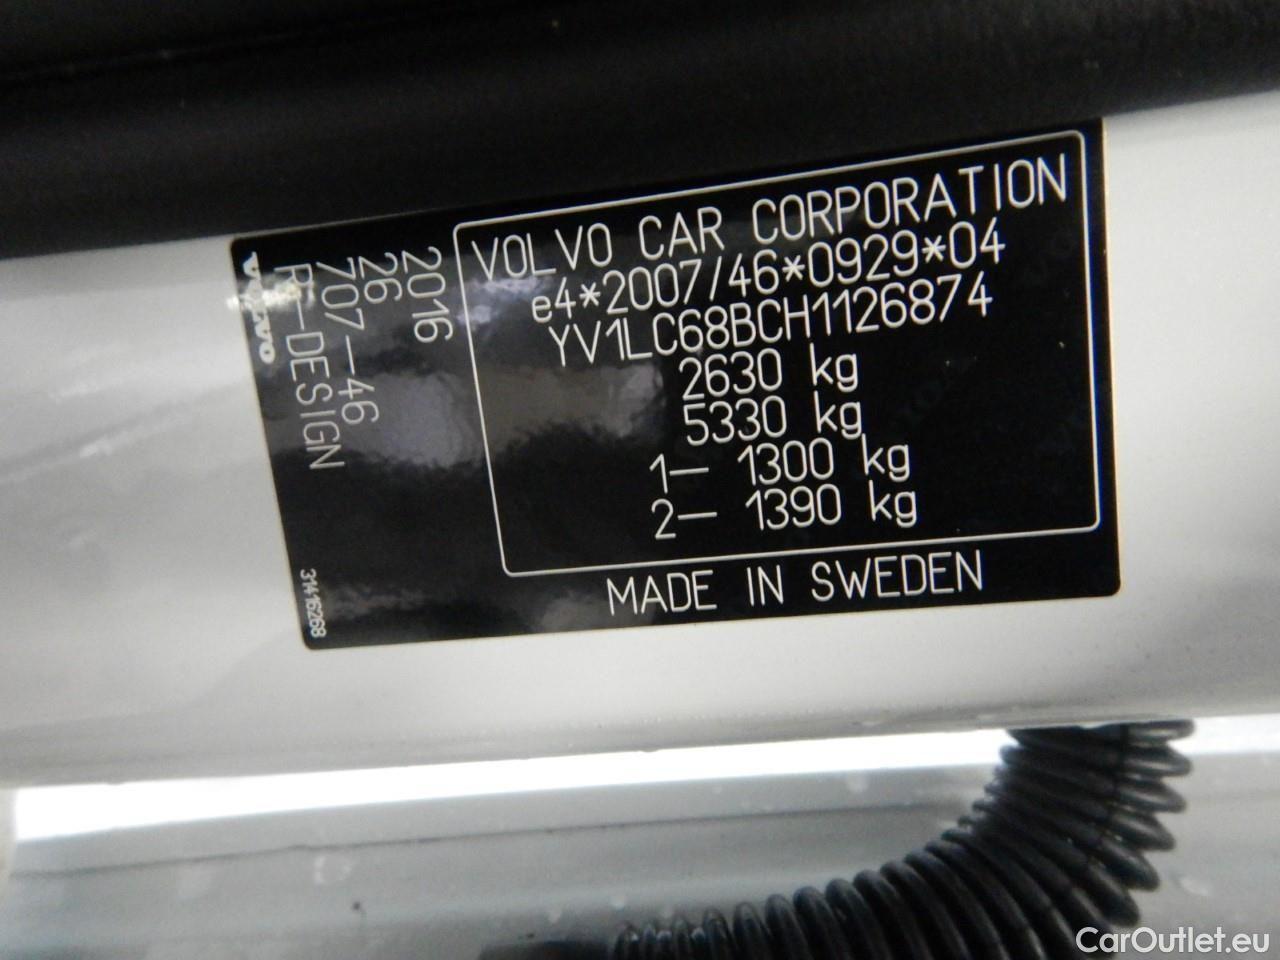 VOLVO CAR CORPORATION
e4*2007/46*0929*04
YV1LC68BCH1126874
2630 kg
5330 kg
1— 1300 kg
2— 1390 kg
MADE IN SWEDEN
2016
26
707—46
R—DESIGN
VOLVO
31416268
CarOutlet.eu